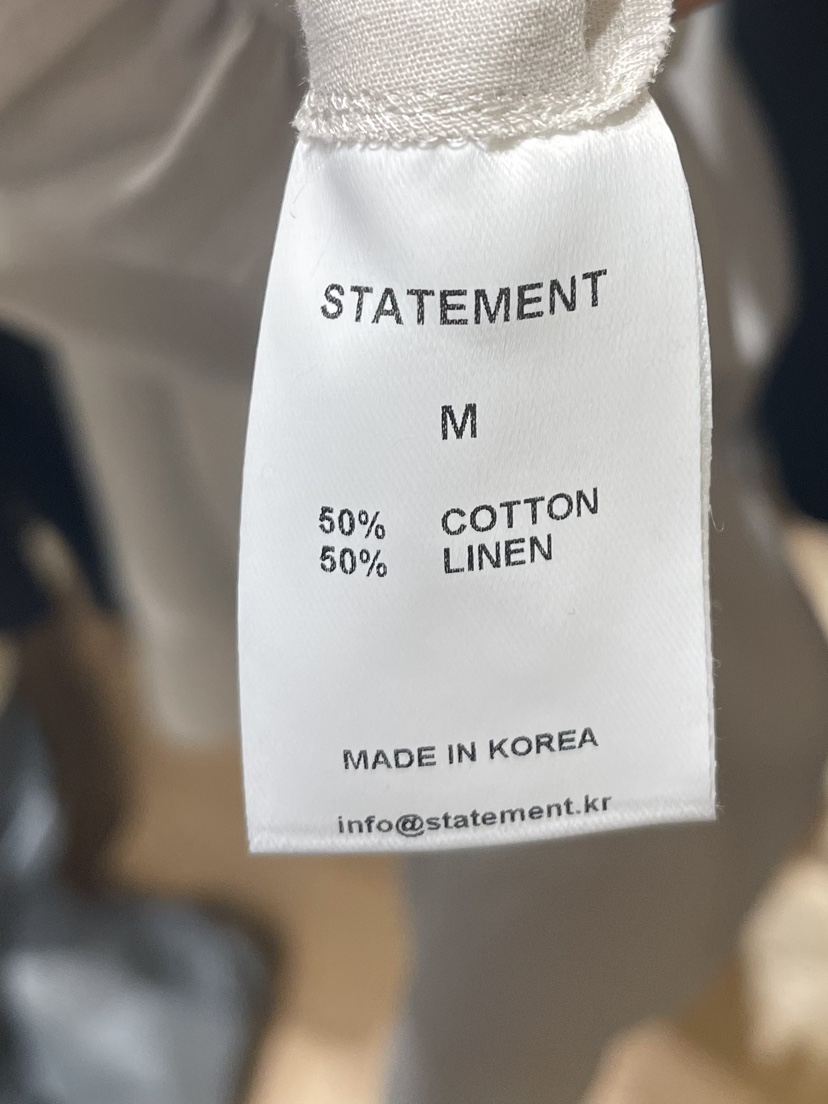 STATEMENT
M
50% COTTON
50% LINEN
MADE IN KOREA
info@statement.kr